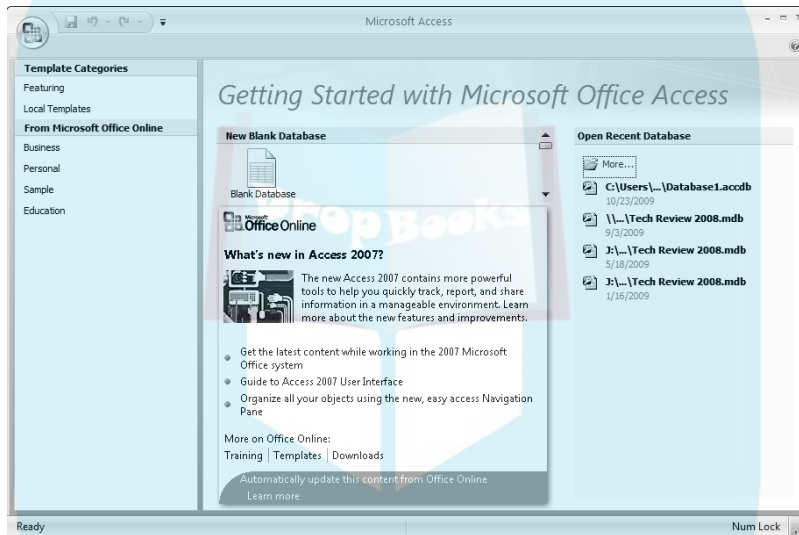 Microsoft Access
Template Categories
Featuring
Local Templates
From Microsoft Office Online
Business
Personal
Sample
Education
Getting Started with Microsoft Office Access
New Blank Database
Blank Database
Microsoft
Office Online
What's new in Access 2007?
The new Access 2007 contains more powerful
tools to help you quickly track, report, and share
information in a manageable environment. Learn
more about the new features and improvements.
Get the latest content while working in the 2007 Microsoft
Office system
Guide to Access 2007 User Interface
Organize all your objects using the new, easy access Navigation
Pane
More on Office Online:
Training | Templates | Downloads
Automatically update this content from Office Online
Learn more
Open Recent Database
More...
C:\Users\...\Database1.accdb
10/23/2009
\\...\Tech Review 2008.mdb
9/3/2009
J:\...\Tech Review 2008.mdb
5/18/2009
J:\...\Tech Review 2008.mdb
1/16/2009
Drop Books
Ready
Num Lock